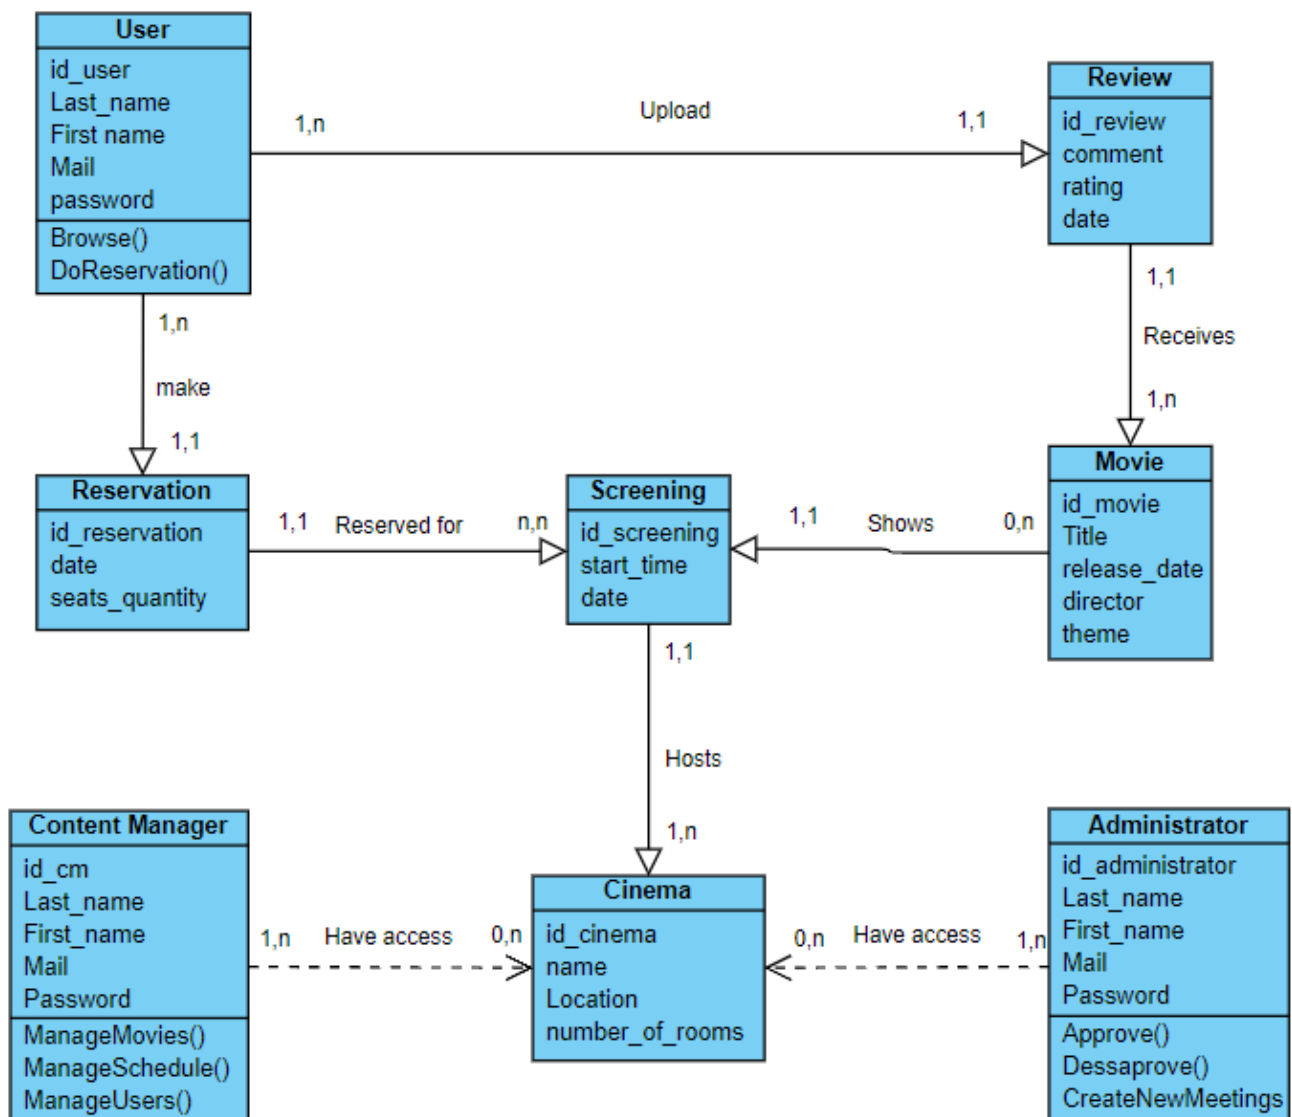 User
id_user
Last_name
First name
Mail
password
Browse()
DoReservation()
1,n
Upload
1,1
Review
id_review
comment
rating
date
1,n
make
1,1
1,1
Receives
1,n
Reservation
id_reservation
date
seats_quantity
1,1
Reserved for
n,n
Screening
id_screening
start_time
date
1,1
Shows
0,n
Movie
id_movie
Title
release_date
director
theme
1,1
Hosts
1,n
Content Manager
id_cm
Last_name
First_name
Mail
Password
ManageMovies()
ManageSchedule()
ManageUsers()
1,n
Have access
0,n
Cinema
id_cinema
name
Location
number_of_rooms
0,n
Have access
1,n
Administrator
id_administrator
Last_name
First_name
Mail
Password
Approve()
Dessaprove()
CreateNewMeetings